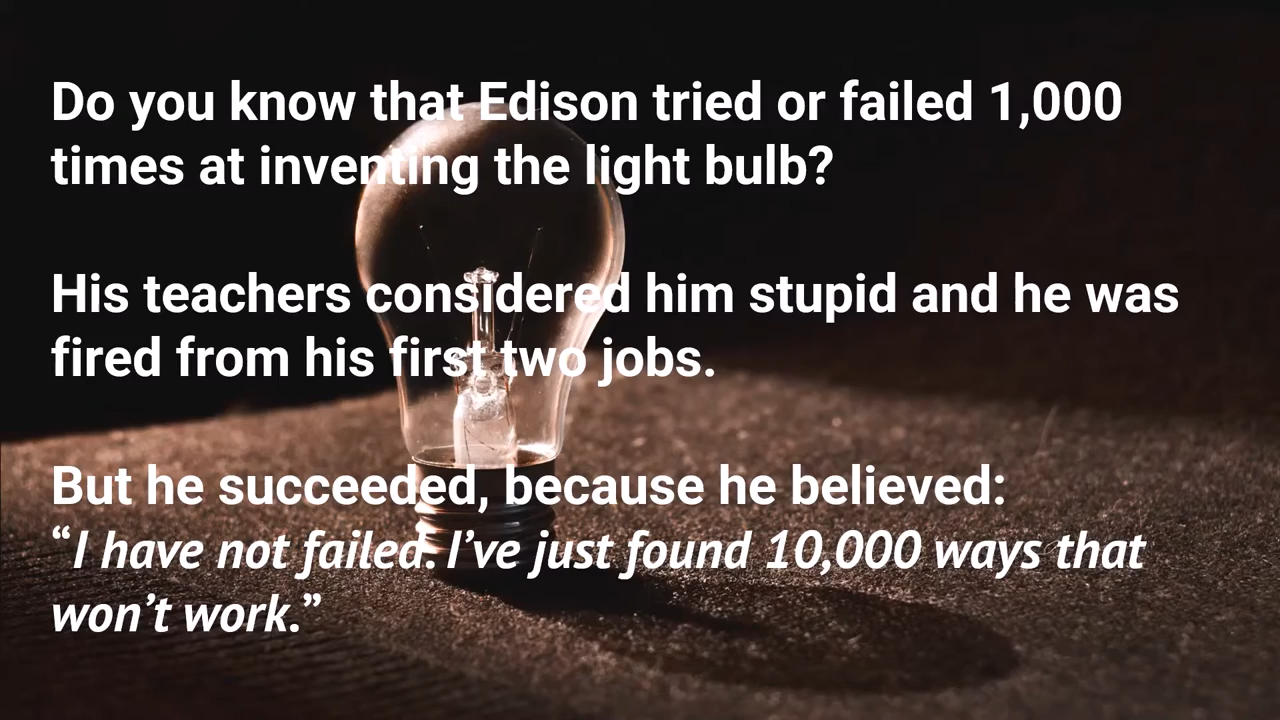 Do you know that Edison tried or failed 1,000
times at inventing the light bulb?
His teachers considered him stupid and he was
fired from his first two jobs.
But he succeeded, because he believed:
“I have not failed. I’ve just found 10,000 ways that
won’t work.”